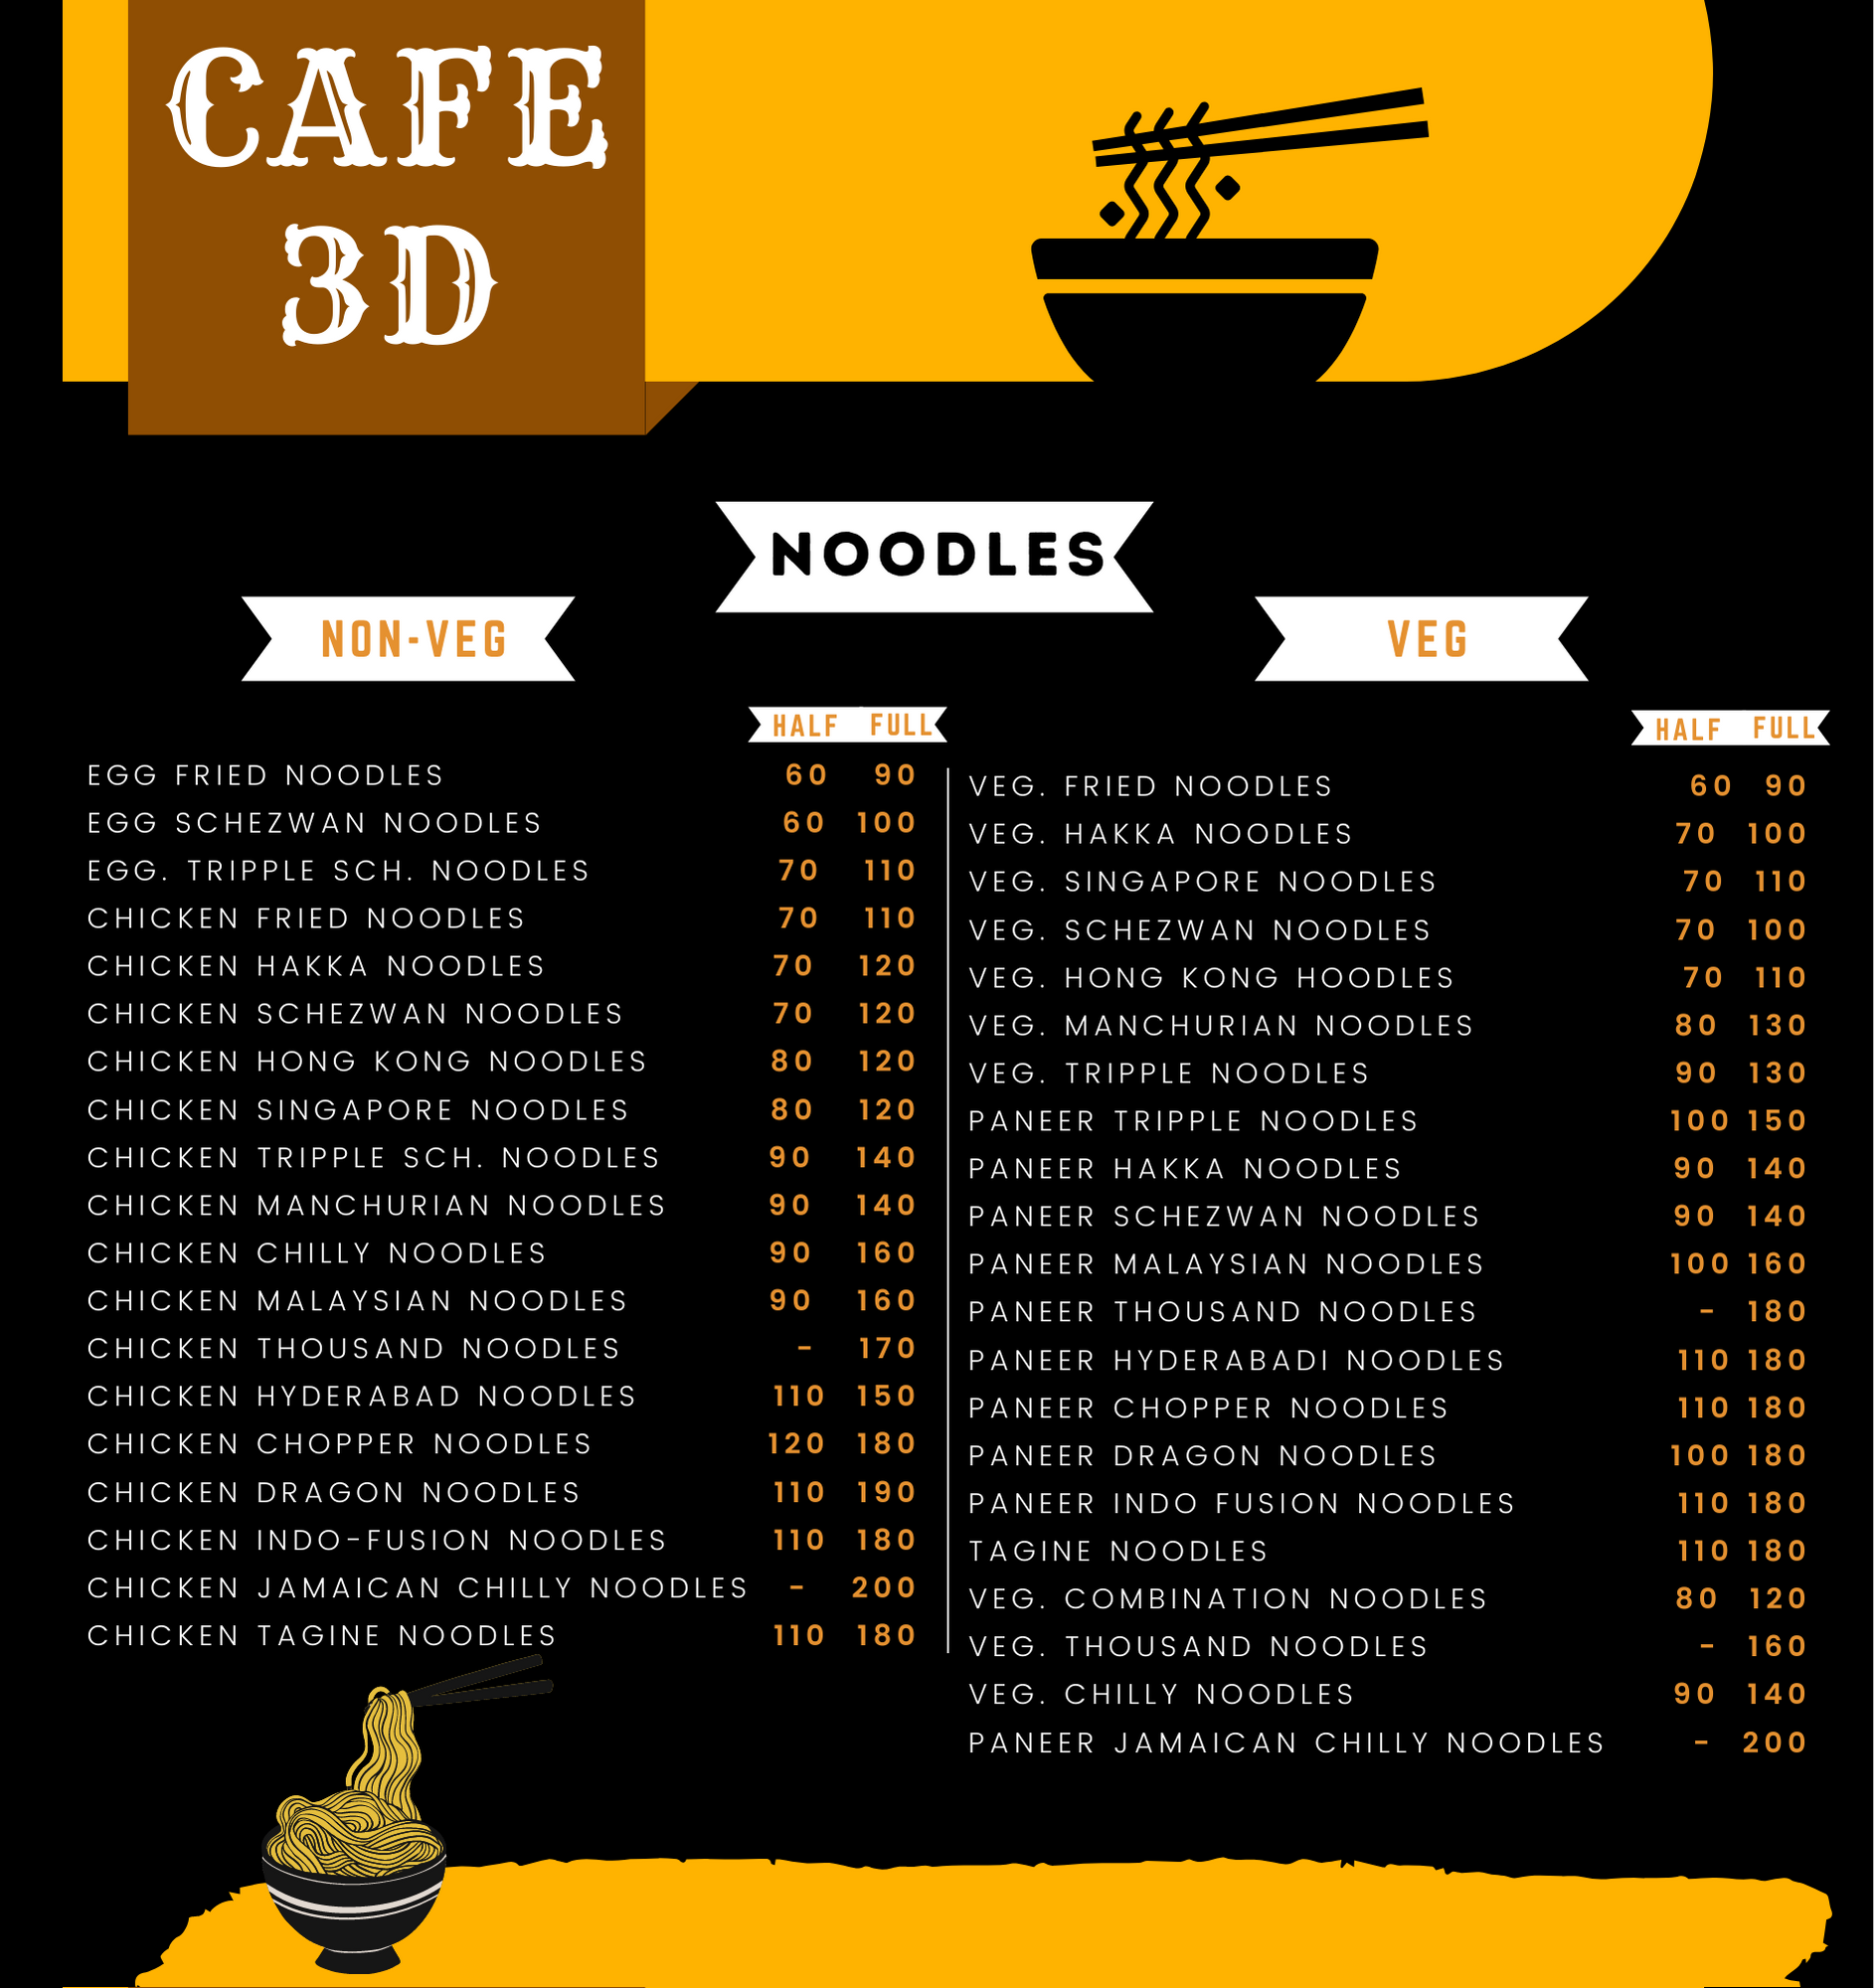 CAFE
3D
NOODLES
NON-VEG
HALF FULL
EGG FRIED NOODLES 60 90
EGG SCHEZWAN NOODLES 60 100
EGG. TRIPPLE SCH. NOODLES 70 110
CHICKEN FRIED NOODLES 70 110
CHICKEN HAKKA NOODLES 70 120
CHICKEN SCHEZWAN NOODLES 70 120
CHICKEN HONG KONG NOODLES 80 120
CHICKEN SINGAPORE NOODLES 80 120
CHICKEN TRIPPLE SCH. NOODLES 90 140
CHICKEN MANCHURIAN NOODLES 90 140
CHICKEN CHILLY NOODLES 90 160
CHICKEN MALAYSIAN NOODLES 90 160
CHICKEN THOUSAND NOODLES - 170
CHICKEN HYDERABAD NOODLES 110 150
CHICKEN CHOPPER NOODLES 120 180
CHICKEN DRAGON NOODLES 110 190
CHICKEN INDO-FUSION NOODLES 110 180
CHICKEN JAMAICAN CHILLY NOODLES - 200
CHICKEN TAGINE NOODLES 110 180
VEG
HALF FULL
VEG. FRIED NOODLES 60 90
VEG. HAKKA NOODLES 70 100
VEG. SINGAPORE NOODLES 70 110
VEG. SCHEZWAN NOODLES 70 100
VEG. HONG KONG HOODLES 70 110
VEG. MANCHURIAN NOODLES 80 130
VEG. TRIPPLE NOODLES 90 130
PANEER TRIPPLE NOODLES 100 150
PANEER HAKKA NOODLES 90 140
PANEER SCHEZWAN NOODLES 90 140
PANEER MALAYSIAN NOODLES 100 160
PANEER THOUSAND NOODLES - 180
PANEER HYDERABADI NOODLES 110 180
PANEER CHOPPER NOODLES 110 180
PANEER DRAGON NOODLES 100 180
PANEER INDO FUSION NOODLES 110 180
TAGINE NOODLES 110 180
VEG. COMBINATION NOODLES 80 120
VEG. THOUSAND NOODLES - 160
VEG. CHILLY NOODLES 90 140
PANEER JAMAICAN CHILLY NOODLES - 200